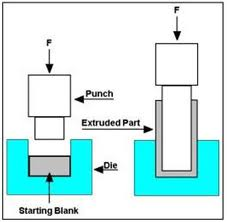 F
F
Punch
Extruded Part
Die
Starting Blank